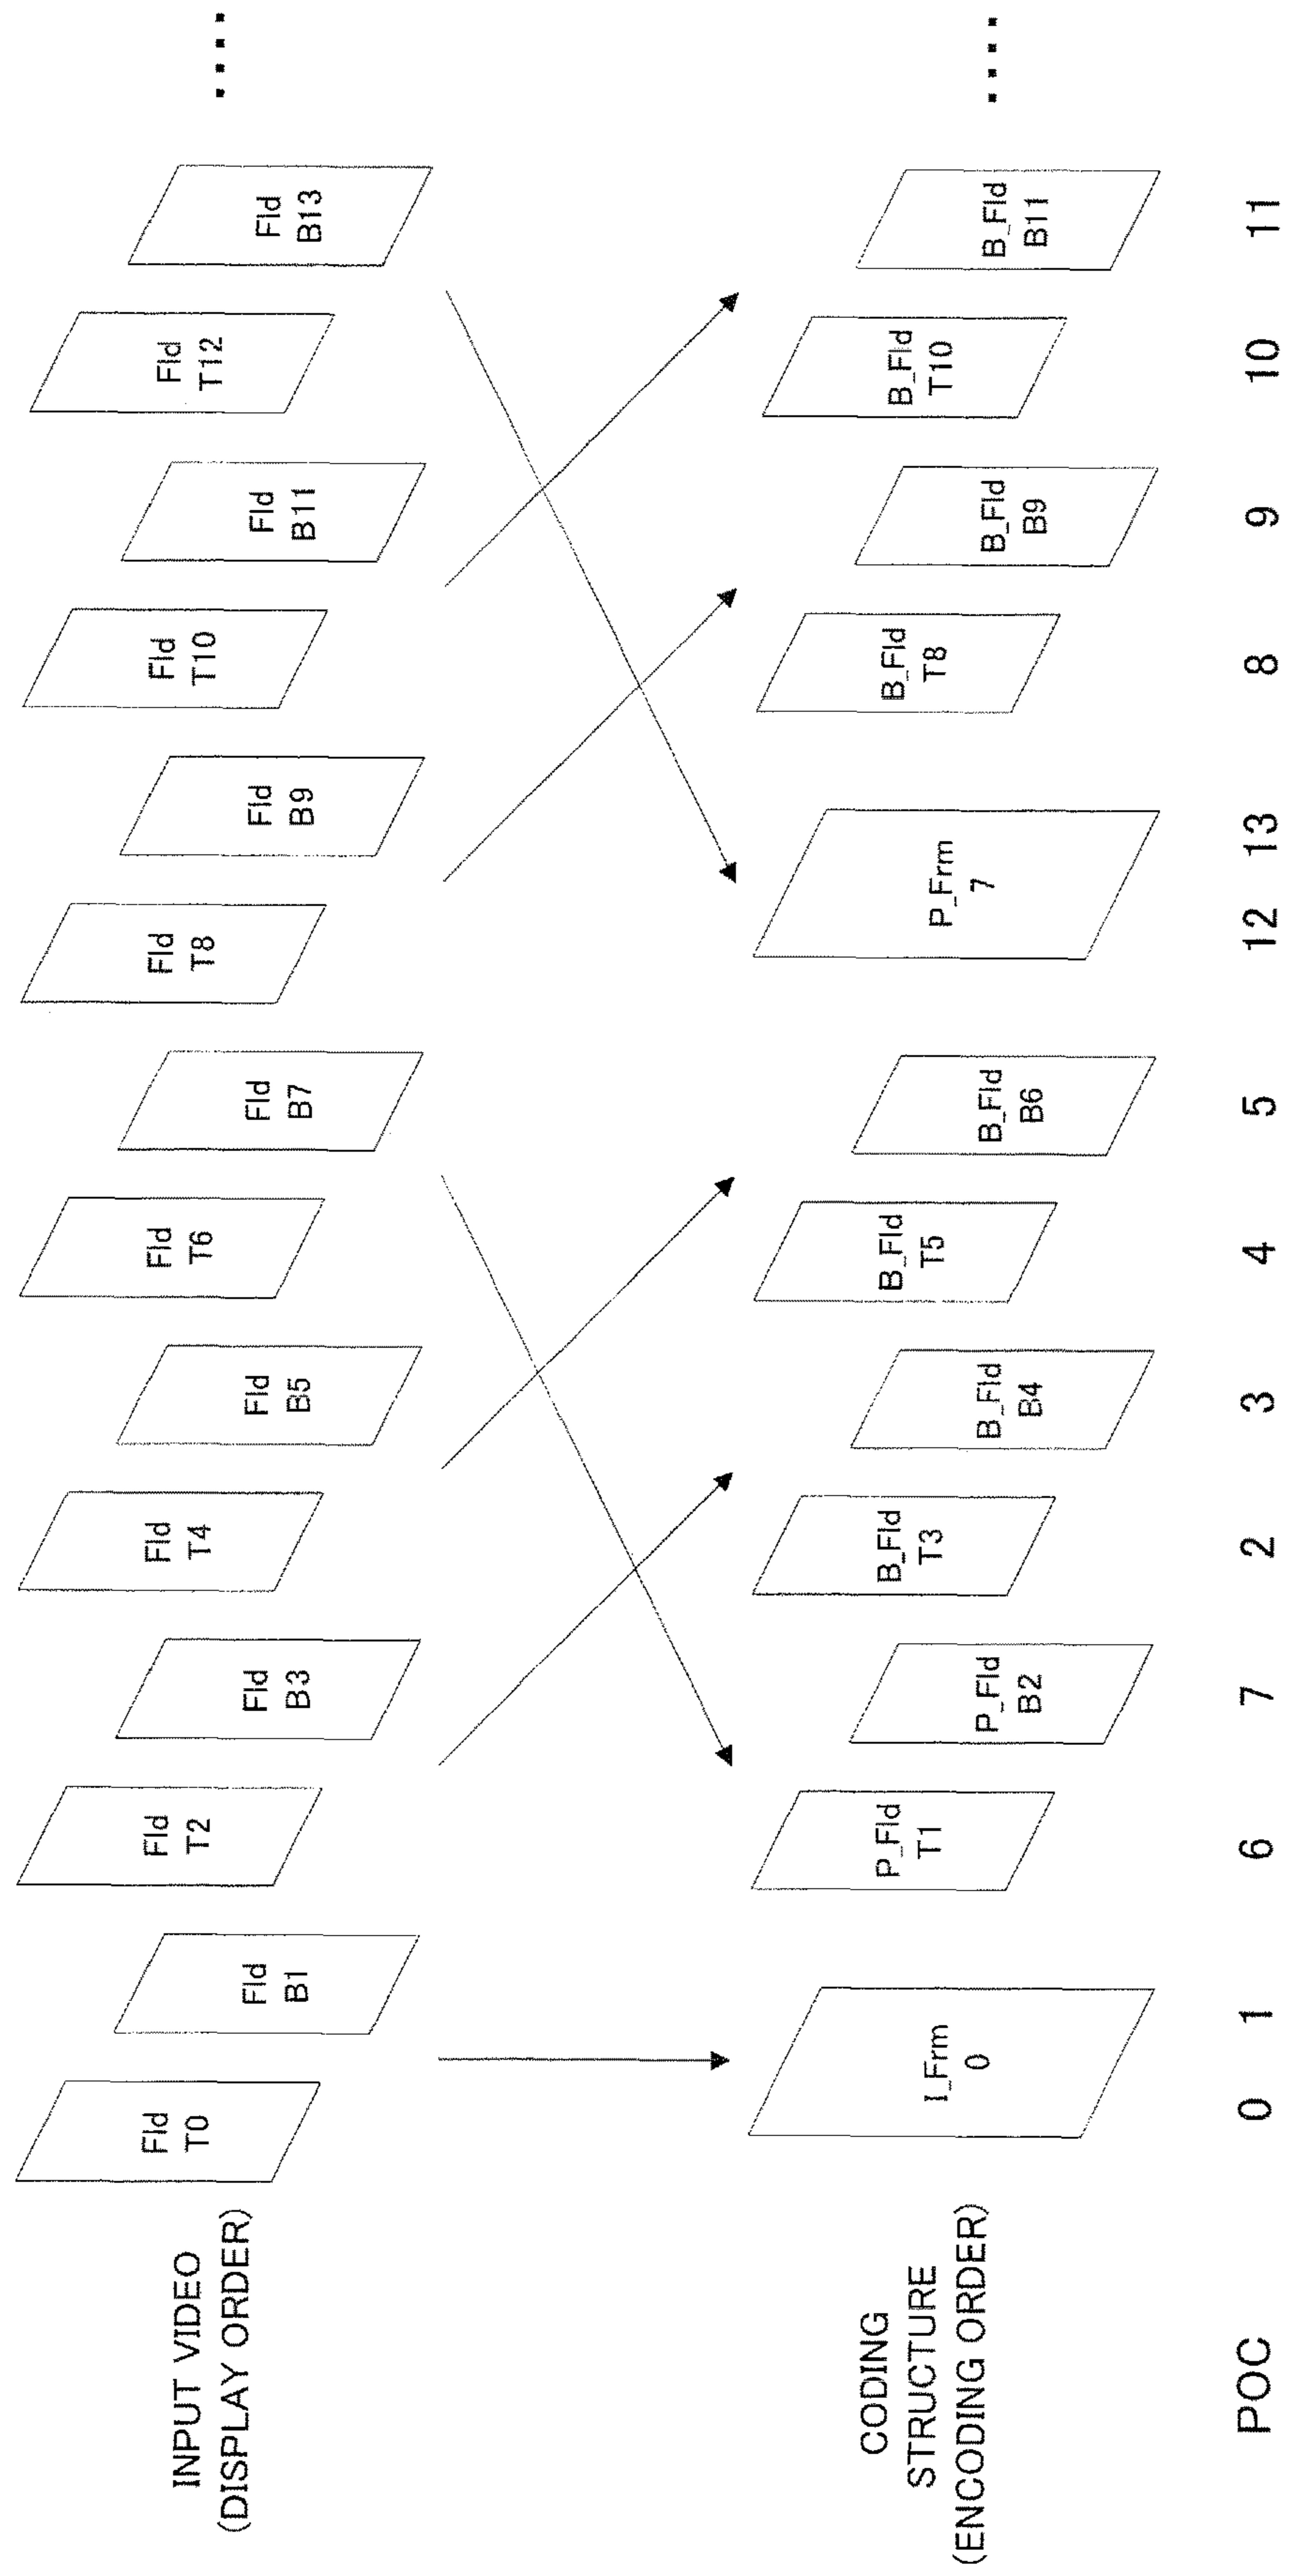 INPUT VIDEO
(DISPLAY ORDER)
Fld
T0
Fld
B1
Fld
T2
Fld
B3
Fld
T4
Fld
B5
Fld
T6
Fld
B7
Fld
T8
Fld
B9
Fld
T10
Fld
B11
Fld
T12
Fld
B13
CODING
STRUCTURE
(ENCODING ORDER)
I_Frm
0
P_Fld
T1
P_Fld
B2
B_Fld
T3
B_Fld
B4
B_Fld
T5
B_Fld
B6
P_Frm
7
B_Fld
T8
B_Fld
B9
B_Fld
T10
B_Fld
B11
POC 0 1 6 7 2 3 4 5 12 13 8 9 10 11